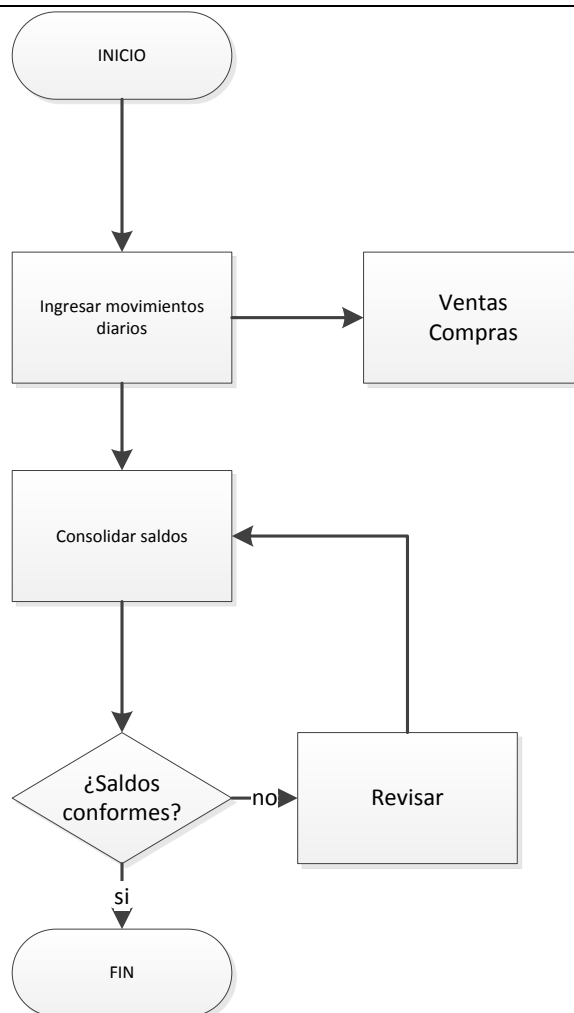 INICIO
Ingresar movimientos
diarios
Ventas
Compras
Consolidar saldos
¿Saldos
conformes?
no
Revisar
si
FIN